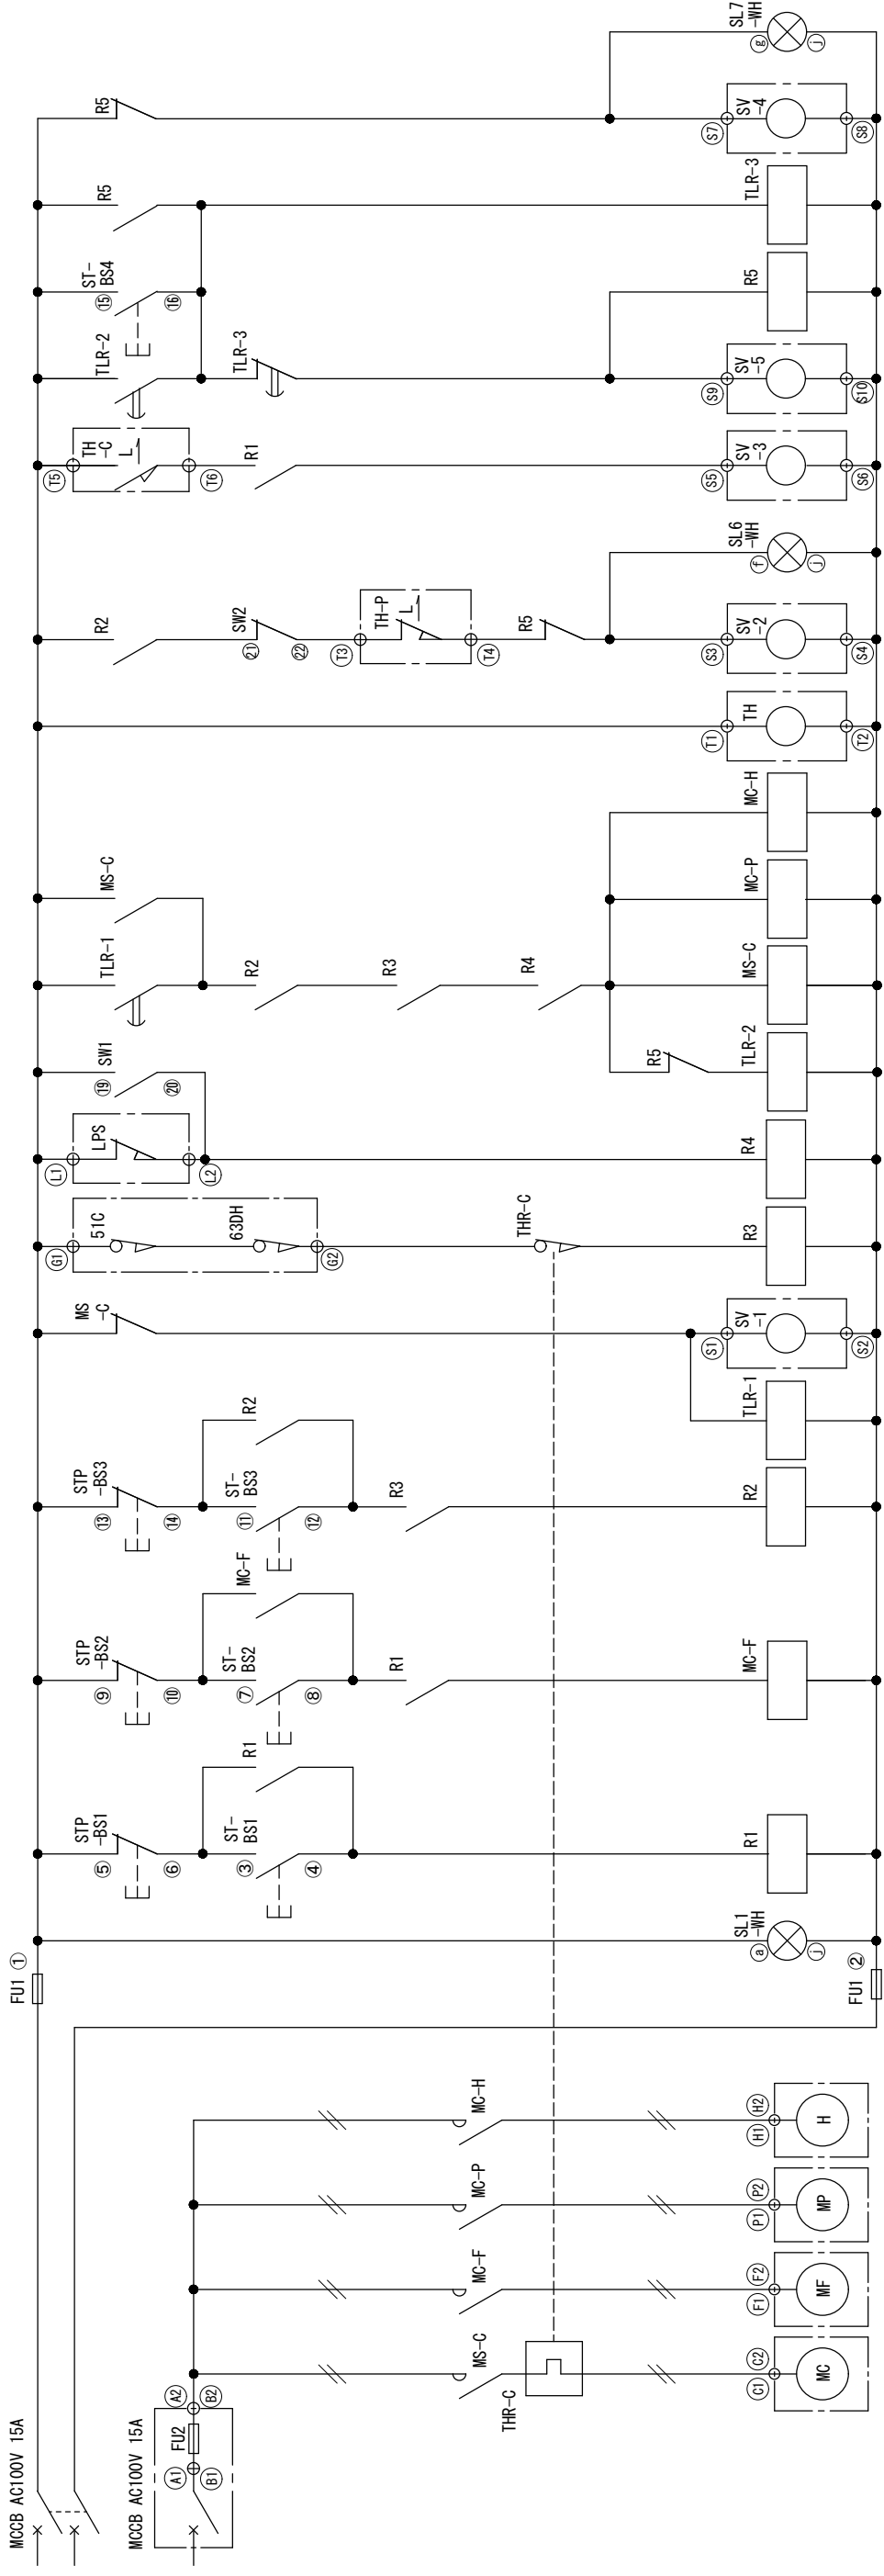 MCCB AC100V 15A
MCCB AC100V 15A
Ⓐ1
Ⓑ1
FU2
Ⓐ2
Ⓑ2
MS-C
THR-C
C1
C2
MC
MC-F
F1
F2
MF
MC-P
P1
P2
MP
MC-H
H1
H2
H
FU1 ①
FU1 ②
SL1
-WH
a
j
STP
-BS1
⑤
⑥
ST-
BS1
③
④
R1
R1
STP
-BS2
⑨
⑩
ST-
BS2
⑦
⑧
MC-F
R1
MC-F
STP
-BS3
⑬
⑭
ST-
BS3
⑪
⑫
R2
R3
R2
TLR-1
MS
-C
S1
SV
-1
S2
G1
51C
63DH
G2
THR-C
R3
L1
LPS
L2
R4
SW1
⑲
⑳
R5
TLR-2
TLR-1
MS-C
R2
R3
R4
MS-C
MC-P
MC-H
T1
TH
T2
R2
SW2
㉑
㉒
T3
TH-P
L
T4
R5
S3
SV
-2
S4
SL6
-WH
f
j
T5
TH
-C
L
T6
R1
S5
SV
-3
S6
TLR-2
TLR-3
S9
SV
-5
S10
ST-
BS4
⑮
⑯
R5
R5
TLR-3
R5
S7
SV
-4
S8
SL7
-WH
g
j